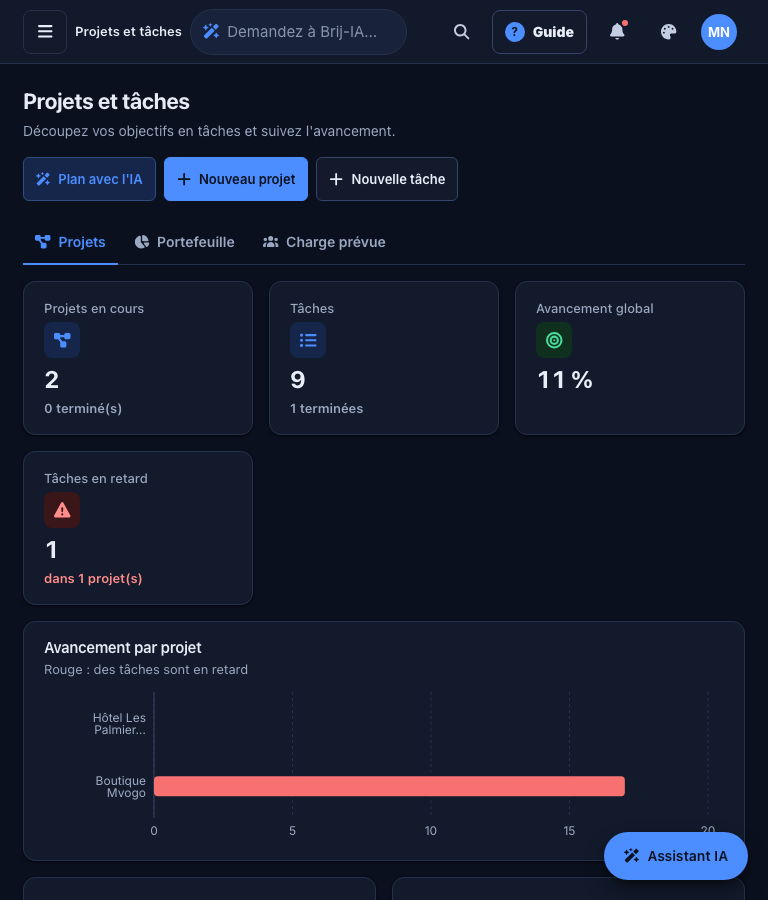 Projets et tâches
Demandez à Brij-IA...
? Guide
MN
Projets et tâches
Découpez vos objectifs en tâches et suivez l'avancement.
Plan avec l'IA
Nouveau projet
Nouvelle tâche
Projets
Portefeuille
Charge prévue
Projets en cours
2
0 terminé(s)
Tâches
9
1 terminées
Avancement global
11 %
Tâches en retard
1
dans 1 projet(s)
Avancement par projet
Rouge : des tâches sont en retard
Hôtel Les
Palmier...
Boutique
Mvogo
0 5 10 15 20
Assistant IA